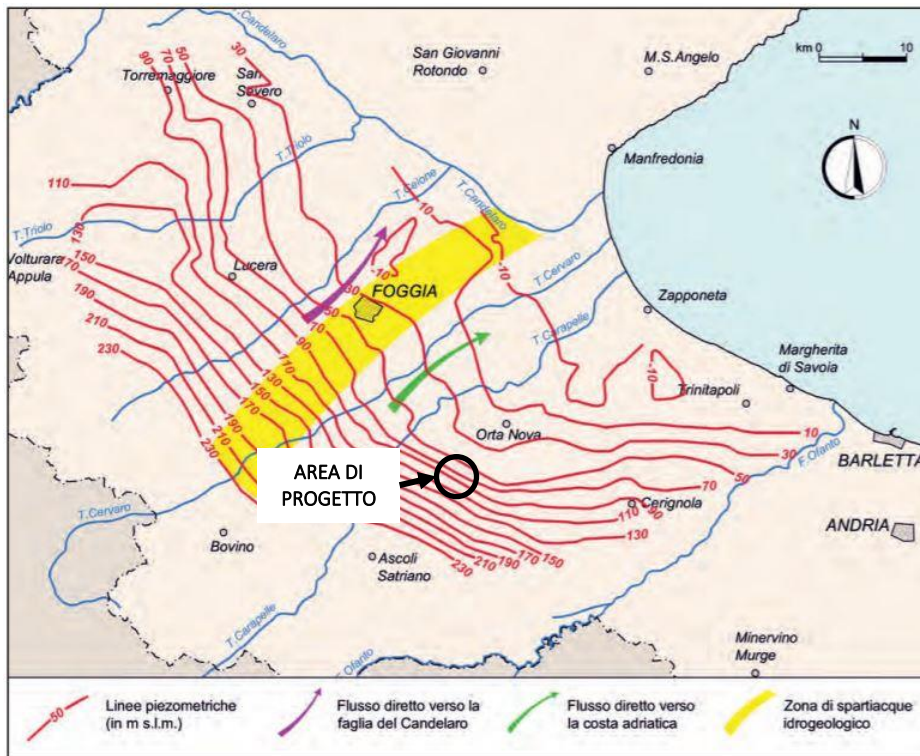 T. Candelaro
90
70
50
30
San Giovanni
Rotondo
M.S.Angelo
km 0 10
Torremaggiore
San
Severo
N
Manfredonia
T.Triolo
110
T.Celone
T. Candelaro
10
130
T.Triolo
Volturara
Appula
150
170
190
210
230
Lucera
-10
-10
30
FOGGIA
T.Cervaro
50
70
90
110
130
150
170
190
210
230
Zapponeta
T.Carapelle
Margherita
di Savoia
-10
Trinitapoli
Orta Nova
10
30
50
70
F.Ofanto
BARLETTA
AREA DI
PROGETTO
Cerignola
90
110
130
ANDRIA
T.Cervaro
Bovino
Ascoli
Satriano
150
170
190
210
230
T.Carapelle
Ofanto
Minervino
Murge
50
Linee piezometriche
(in m s.l.m.)
Flusso diretto verso la
faglia del Candelaro
Flusso diretto verso
la costa adriatica
Zona di spartiacque
idrogeologico